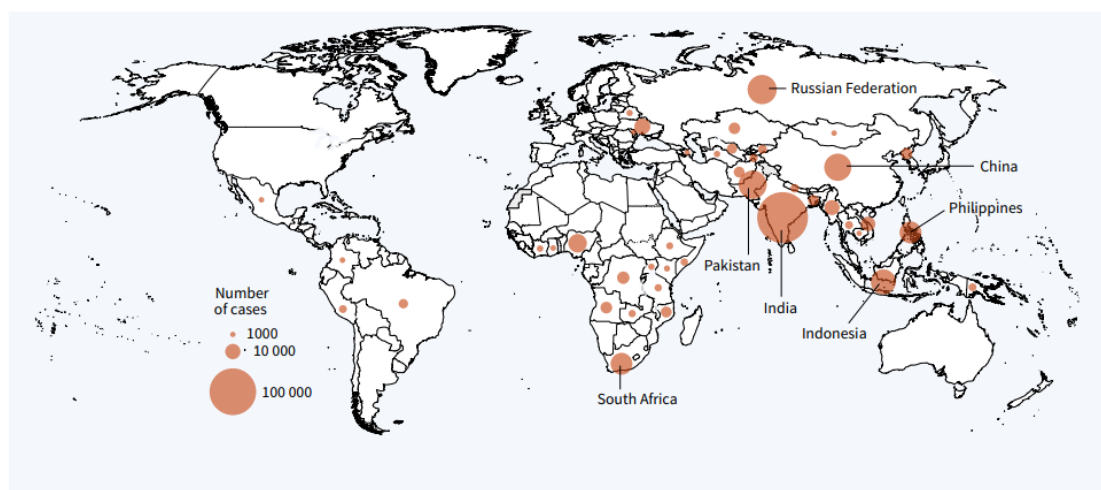 Russian Federation
China
Philippines
Pakistan
India
Indonesia
South Africa
Number
of cases
1000
10 000
100 000